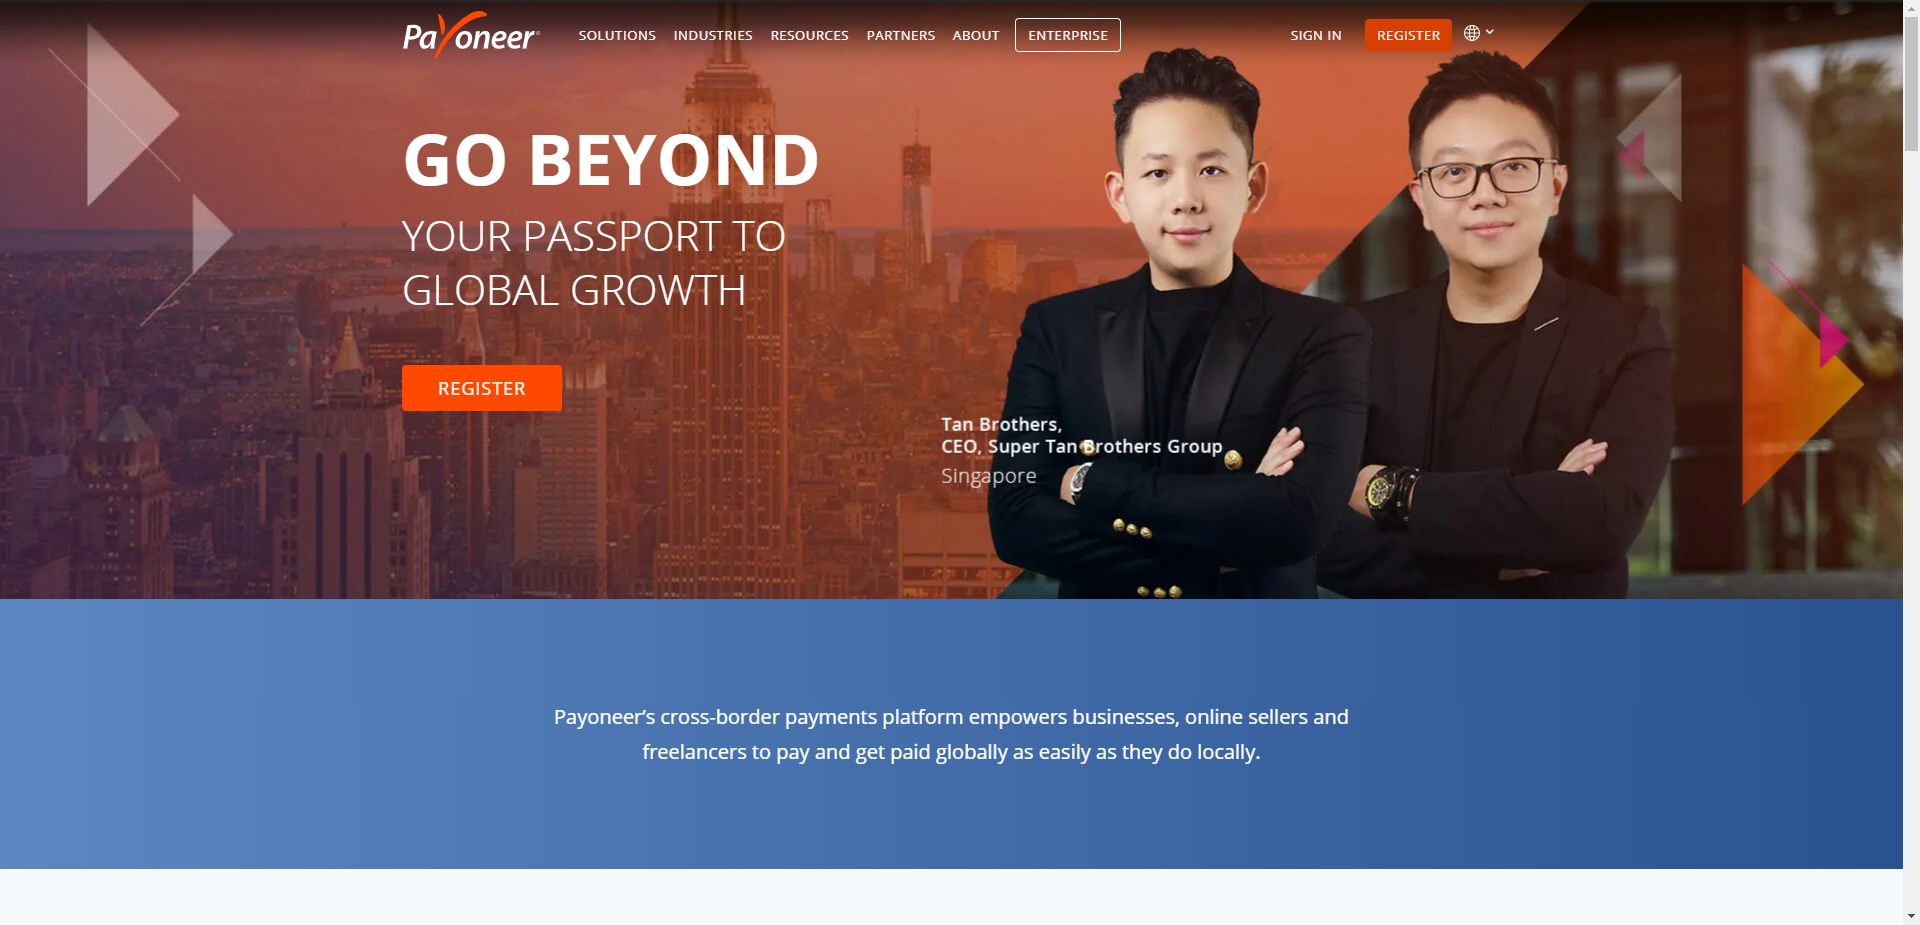 Payoneer
SOLUTIONS
INDUSTRIES
RESOURCES
PARTNERS
ABOUT
ENTERPRISE
SIGN IN
REGISTER
GO BEYOND
YOUR PASSPORT TO
GLOBAL GROWTH
REGISTER
Tan Brothers,
CEO, Super Tan Brothers Group
Singapore
Payoneer’s cross-border payments platform empowers businesses, online sellers and
freelancers to pay and get paid globally as easily as they do locally.